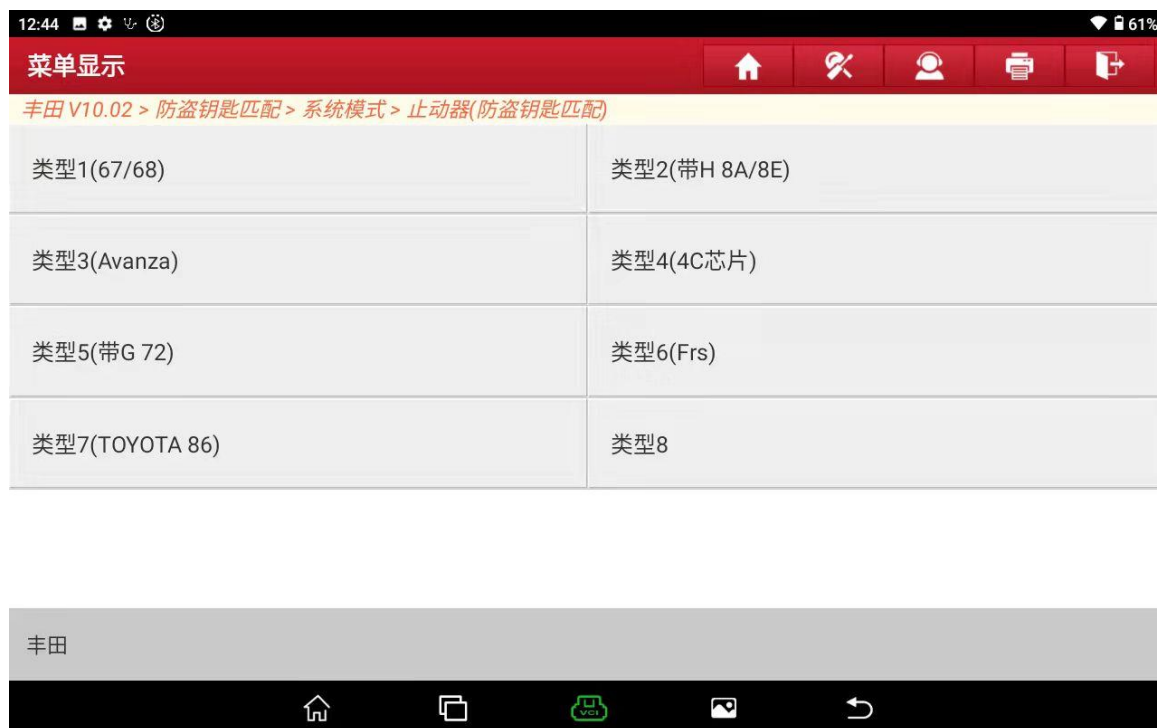 12:44
61%
菜单显示
丰田 V10.02 > 防盗钥匙匹配 > 系统模式 > 止动器(防盗钥匙匹配)
类型1(67/68)
类型2(带H 8A/8E)
类型3(Avanza)
类型4(4C芯片)
类型5(带G 72)
类型6(Frs)
类型7(TOYOTA 86)
类型8
丰田
VCI